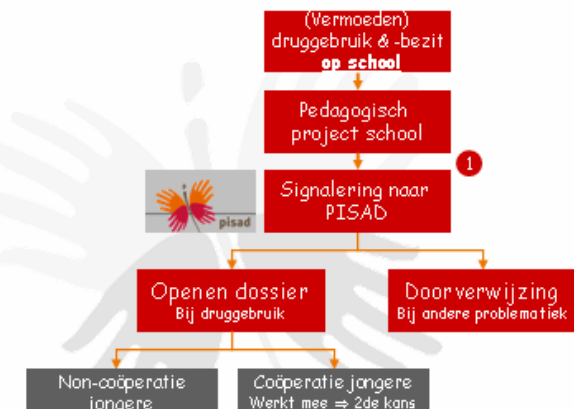 (Vermoeden)
druggebruik & -bezit
op school
Pedagogisch
project school
1
Signalering naar
PISAD
pisad
Openen dossier
Bij druggebruik
Doorverwijzing
Bij andere problematiek
Non-coöperatie
jongere
Coöperatie jongere
Werkt mee ⇒ 2de kans